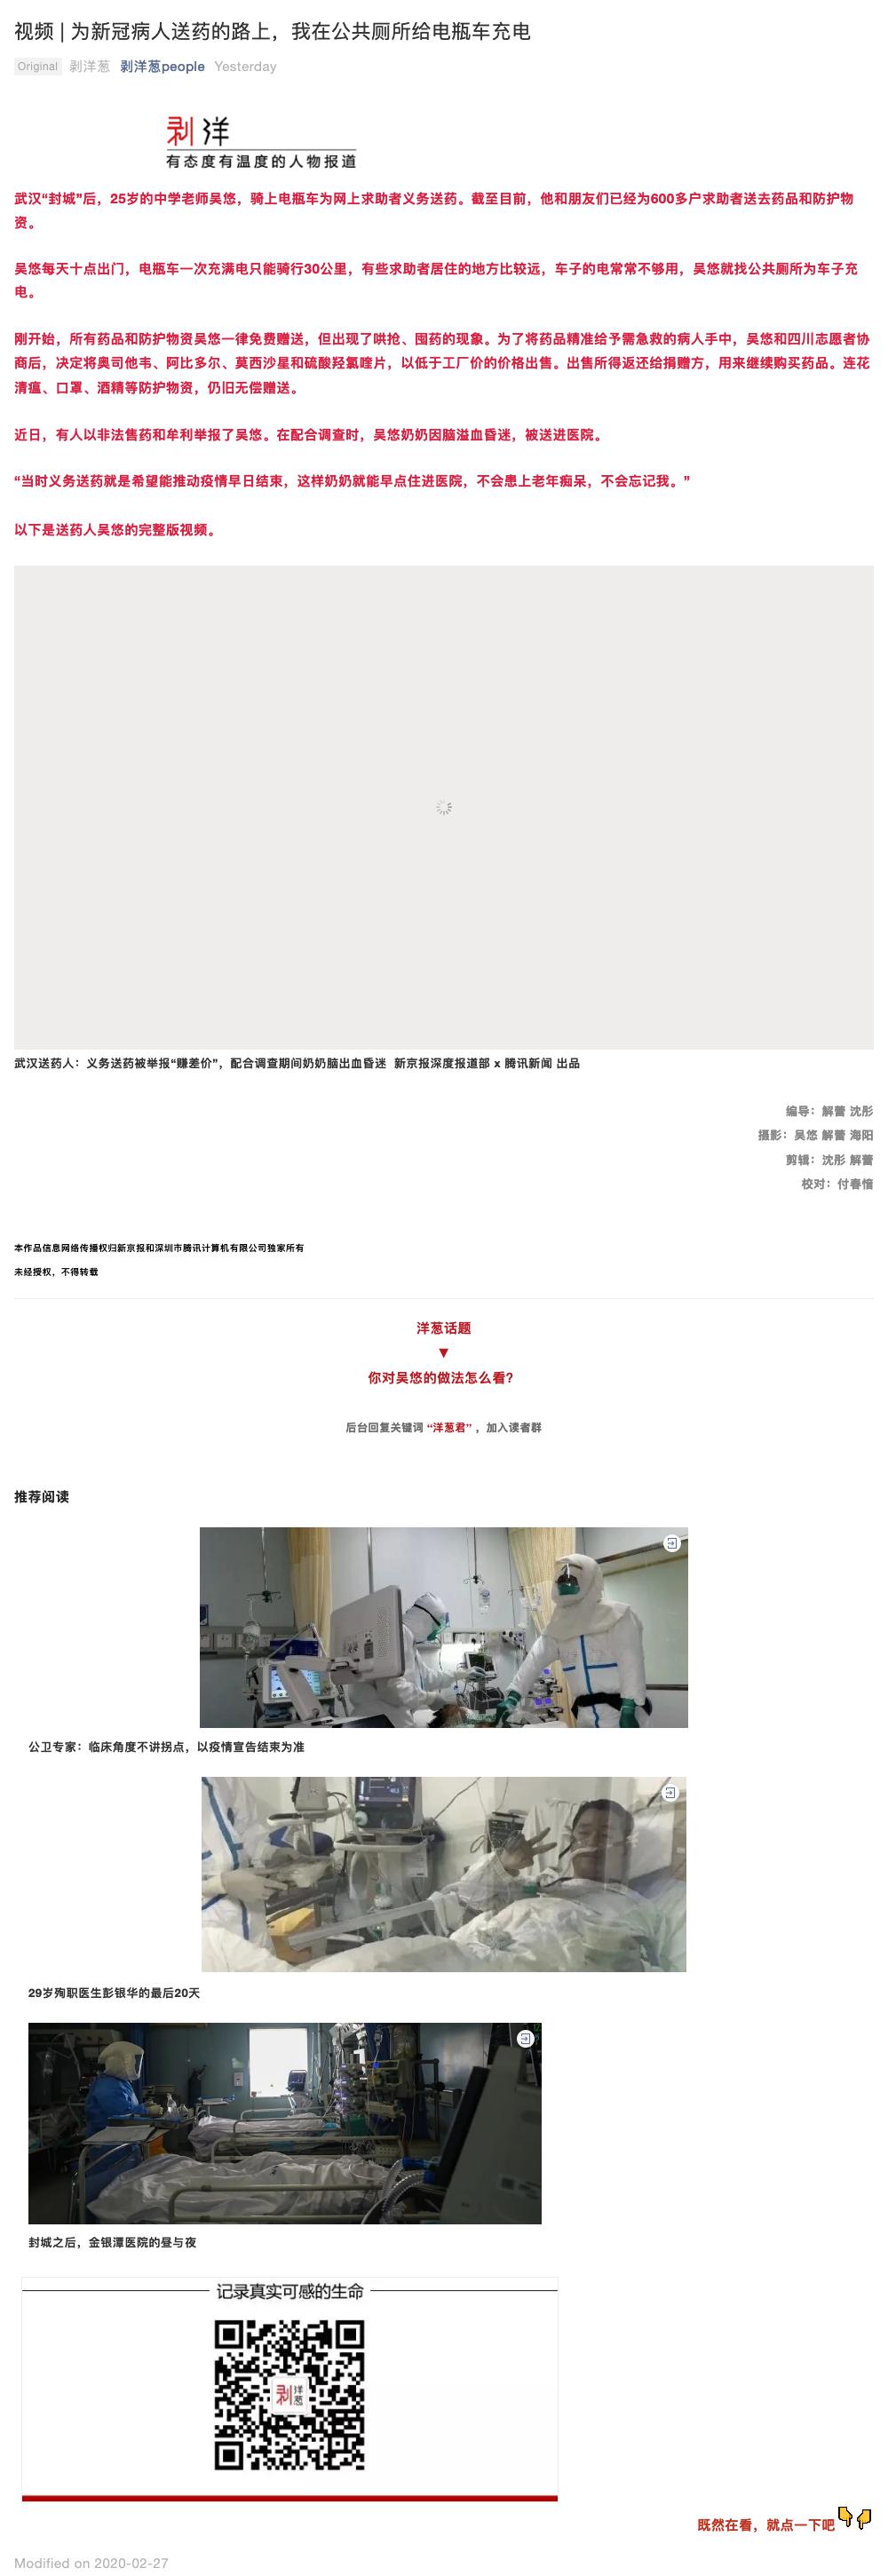 视频 | 为新冠病人送药的路上，我在公共厕所给电瓶车充电
Original 剥洋葱 剥洋葱people Yesterday
剥洋
有态度有温度的人物报道
武汉“封城”后，25岁的中学老师吴悠，骑上电瓶车为网上求助者义务送药。截至目前，他和朋友们已经为600多户求助者送去药品和防护物
资。
吴悠每天十点出门，电瓶车一次充满电只能骑行30公里，有些求助者居住的地方比较远，车子的电常常不够用，吴悠就找公共厕所为车子充
电。
刚开始，所有药品和防护物资吴悠一律免费赠送，但出现了哄抢、囤药的现象。为了将药品精准给予需急救的病人手中，吴悠和四川志愿者协
商后，决定将奥司他韦、阿比多尔、莫西沙星和硫酸羟氯喹片，以低于工厂价的价格出售。出售所得返还给捐赠方，用来继续购买药品。连花
清瘟、口罩、酒精等防护物资，仍旧无偿赠送。
近日，有人以非法售药和牟利举报了吴悠。在配合调查时，吴悠奶奶因脑溢血昏迷，被送进医院。
“当时义务送药就是希望能推动疫情早日结束，这样奶奶就能早点住进医院，不会患上老年痴呆，不会忘记我。”
以下是送药人吴悠的完整版视频。
武汉送药人：义务送药被举报“赚差价”，配合调查期间奶奶脑出血昏迷 新京报深度报道部 x 腾讯新闻 出品
编导：解蕾 沈彤
摄影：吴悠 解蕾 海阳
剪辑：沈彤 解蕾
校对：付春愔
本作品信息网络传播权归新京报和深圳市腾讯计算机有限公司独家所有
未经授权，不得转载
洋葱话题
▼
你对吴悠的做法怎么看？
后台回复关键词 “洋葱君” ，加入读者群
推荐阅读
公卫专家：临床角度不讲拐点，以疫情宣告结束为准
29岁殉职医生彭银华的最后20天
封城之后，金银潭医院的昼与夜
记录真实可感的生命
剥洋葱
既然在看，就点一下吧
Modified on 2020-02-27